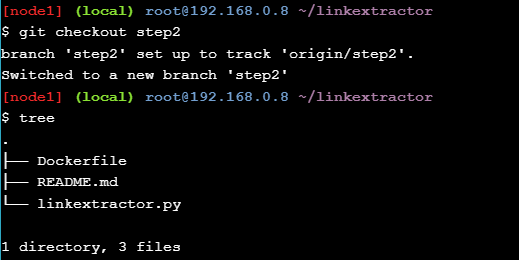 [node1] (local) root@192.168.0.8 ~/linkextractor
$ git checkout step2
branch 'step2' set up to track 'origin/step2'.
Switched to a new branch 'step2'
[node1] (local) root@192.168.0.8 ~/linkextractor
$ tree
.
├── Dockerfile
├── README.md
└── linkextractor.py
1 directory, 3 files